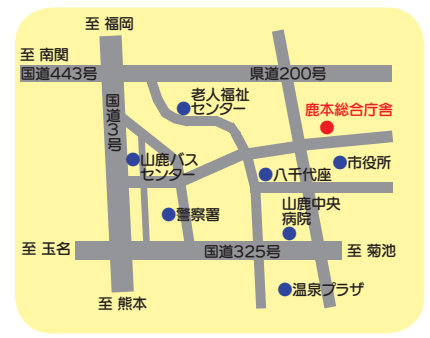 至 福岡
至 南関
国道443号
県道200号
国道3号
老人福祉
センター
鹿本総合庁舎
山鹿バス
センター
市役所
八千代座
山鹿中央
病院
警察署
至 玉名
国道325号
至 菊池
温泉プラザ
至 熊本